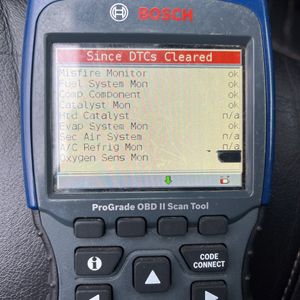 BOSCH
Since DTCs Cleared
Misfire Monitor ok
Fuel System Mon ok
Comp Component ok
Catalyst Mon ok
Htd Catalyst n/a
Evap System Mon ok
Sec Air System n/a
A/C Refrig Mon n/a
Oxygen Sens Mon
ProGrade OBD II Scan Tool
CODE
CONNECT